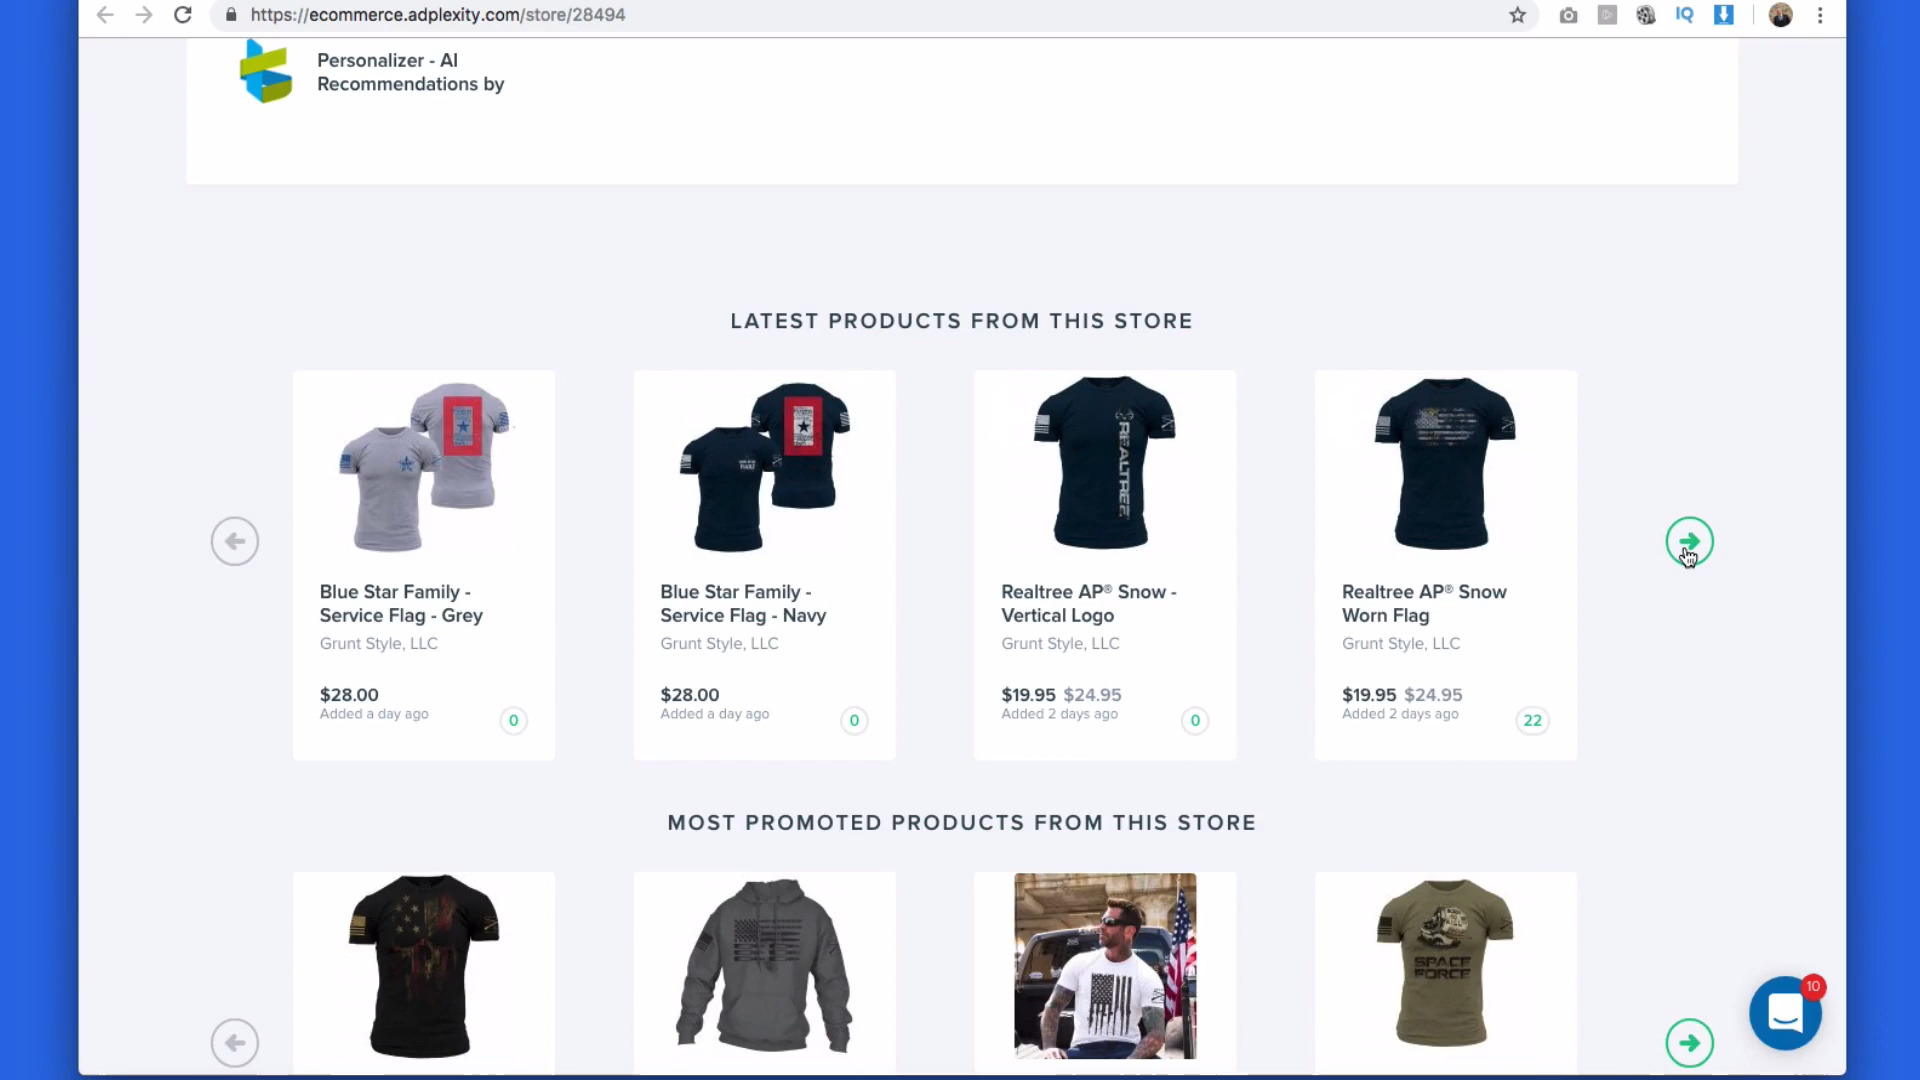 https://ecommerce.adplexity.com/store/28494
IQ
Personalizer - AI
Recommendations by
LATEST PRODUCTS FROM THIS STORE
REALTREE
Blue Star Family -
Service Flag - Grey
Grunt Style, LLC
$28.00
Added a day ago
0
Blue Star Family -
Service Flag - Navy
Grunt Style, LLC
$28.00
Added a day ago
0
Realtree AP® Snow -
Vertical Logo
Grunt Style, LLC
$19.95 $24.95
Added 2 days ago
0
Realtree AP® Snow
Worn Flag
Grunt Style, LLC
$19.95 $24.95
Added 2 days ago
22
MOST PROMOTED PRODUCTS FROM THIS STORE
SPACE
FORCE
10